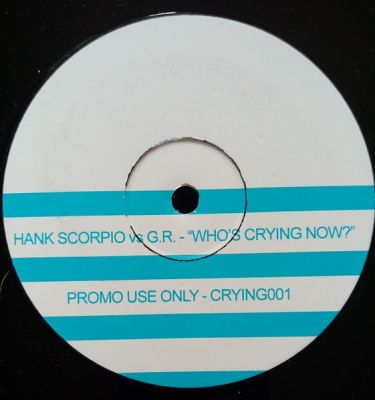 HANK SCORPIO vs G.R. - “WHO’S CRYING NOW?”
PROMO USE ONLY - CRYING001